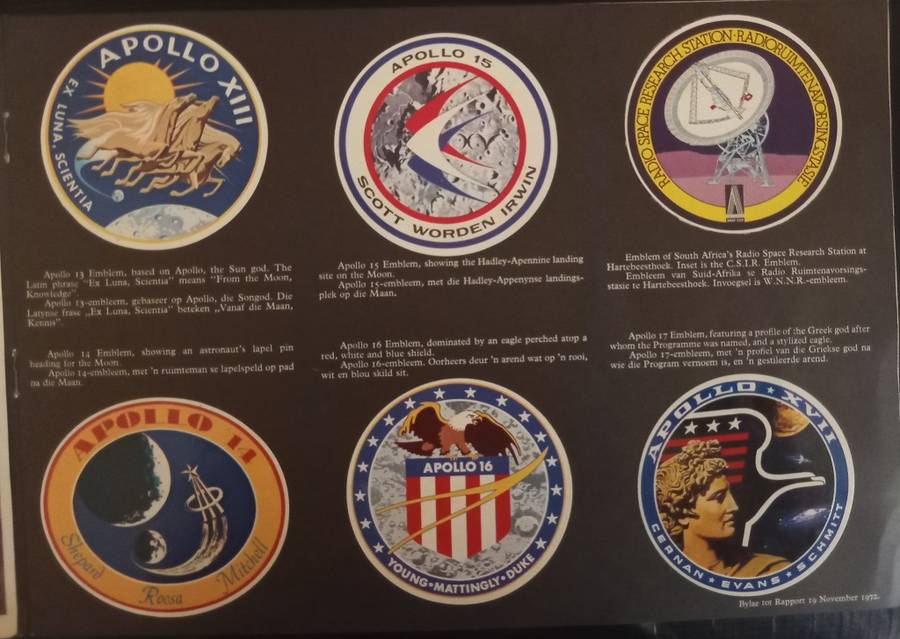 APOLLO XIII
EX LUNA, SCIENTIA
APOLLO 15
SCOTT WORDEN IRWIN
RADIO SPACE RESEARCH STATION · RADIORUIMTENAVORSINGSTASIE
Apollo 13 Emblem, based on Apollo, the Sun god. The
Latin phrase "Ex Luna, Scientia" means "From the Moon,
Knowledge".
Apollo 13-embleem, gebaseer op Apollo, die Songod. Die
Latynse frase „Ex Luna, Scientia" beteken „Vanaf die Maan,
Kennis".
Apollo 15 Emblem, showing the Hadley-Apennine landing
site on the Moon.
Apollo 15-embleem, met die Hadley-Appenynse landings-
plek op die Maan.
Emblem of South Africa's Radio Space Research Station at
Hartebeesthoek. Inset is the C.S.I.R. Emblem.
Embleem van Suid-Afrika se Radio Ruimtenavorsings-
stasie te Hartebeesthoek. Invoegsel is W.N.N.R.-embleem.
Apollo 14 Emblem, showing an astronaut's lapel pin
heading for the Moon.
Apollo 14-embleem, met 'n ruimteman se lapelspeld op pad
na die Maan.
Apollo 16 Emblem, dominated by an eagle perched atop a
red, white and blue shield.
Apollo 16-embleem. Oorheers deur 'n arend wat op 'n rooi,
wit en blou skild sit.
Apollo 17 Emblem, featuring a profile of the Greek god after
whom the Programme was named, and a stylized eagle.
Apollo 17-embleem, met 'n profiel van die Griekse god na
wie die Program vernoem is, en 'n gestileerde arend.
APOLLO 14
Shepard
Roosa
Mitchell
APOLLO 16
YOUNG · MATTINGLY · DUKE
APOLLO XVII
CERNAN EVANS SCHMITT
Bylae tot Rapport 19 November 1972.